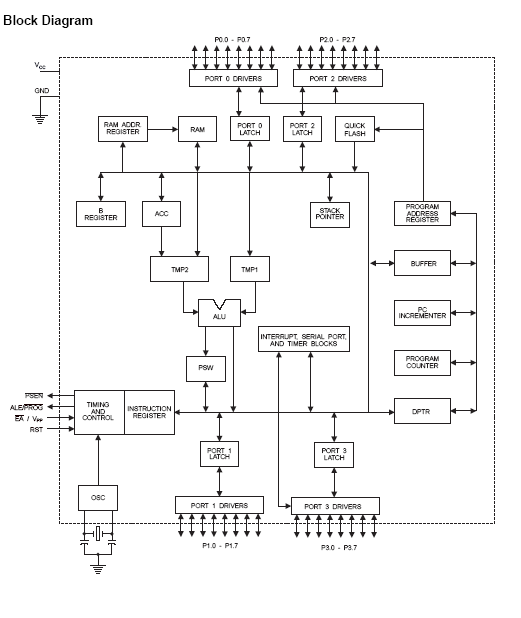 Block Diagram
P0.0 - P0.7
P2.0 - P2.7
VCC
GND
PORT 0 DRIVERS
PORT 2 DRIVERS
RAM ADDR.
REGISTER
RAM
PORT 0
LATCH
PORT 2
LATCH
QUICK
FLASH
B
REGISTER
ACC
STACK
POINTER
PROGRAM
ADDRESS
REGISTER
TMP2
TMP1
BUFFER
ALU
PC
INCREMENTER
INTERRUPT, SERIAL PORT,
AND TIMER BLOCKS
PSW
PROGRAM
COUNTER
PSEN
ALE/PROG
EA / VPP
RST
TIMING
AND
CONTROL
INSTRUCTION
REGISTER
DPTR
PORT 1
LATCH
PORT 3
LATCH
OSC
PORT 1 DRIVERS
PORT 3 DRIVERS
P1.0 - P1.7
P3.0 - P3.7